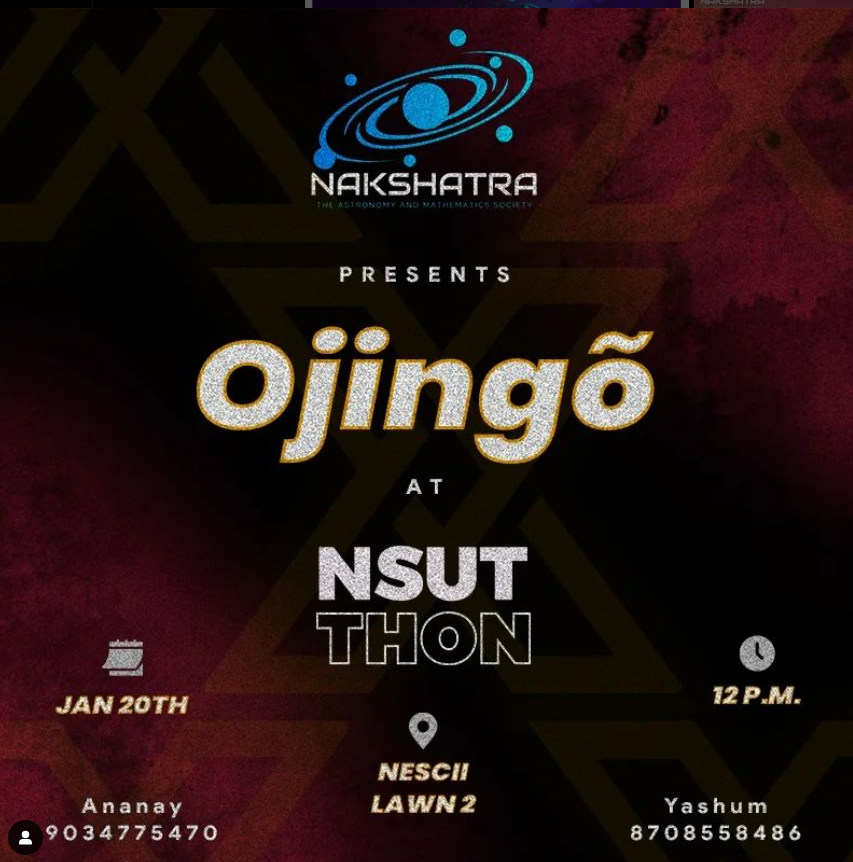 NAKSHATRA
THE ASTRONOMY AND MATHEMATICS SOCIETY
PRESENTS
Ojingõ
AT
NSUT
THON
JAN 20TH
12 P.M.
NESCII
LAWN 2
Ananay
9034775470
Yashum
8708558486